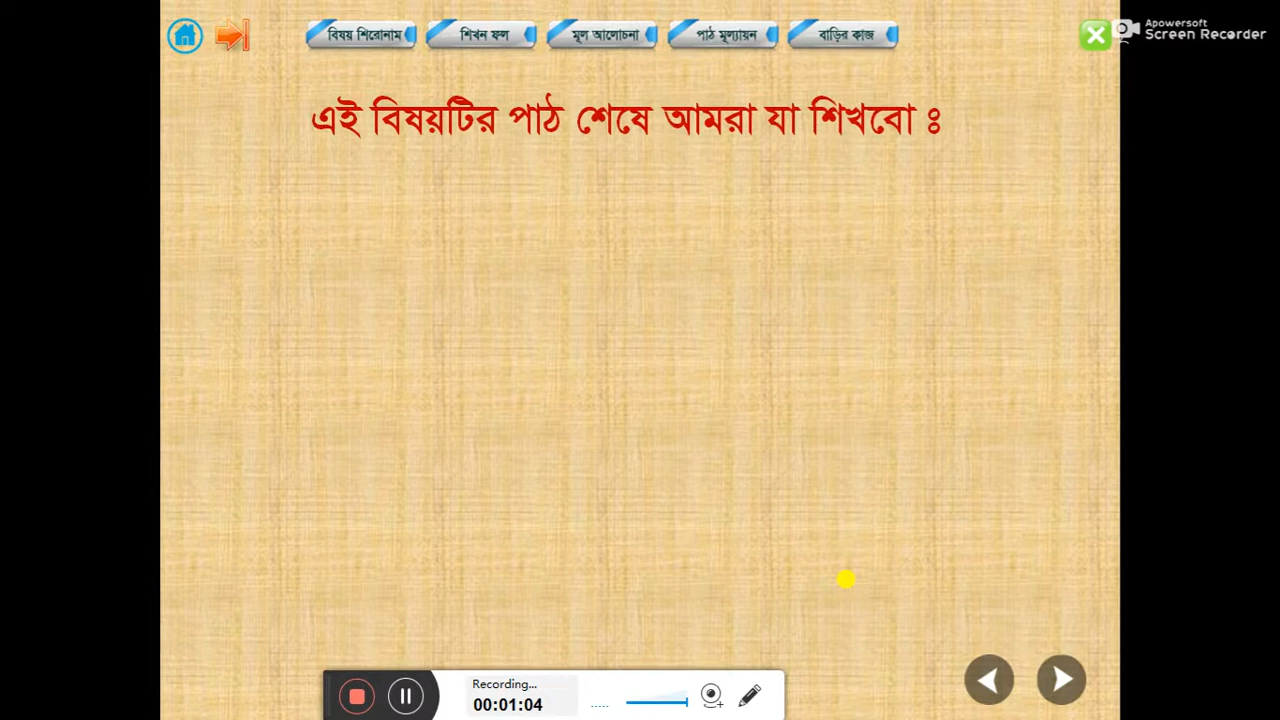 বিষয় শিরোনাম শিখন ফল মূল আলোচনা পাঠ মূল্যায়ন বাড়ির কাজ
Apowersoft
Screen Recorder
এই বিষয়টির পাঠ শেষে আমরা যা শিখবো ঃ
Recording...
00:01:04